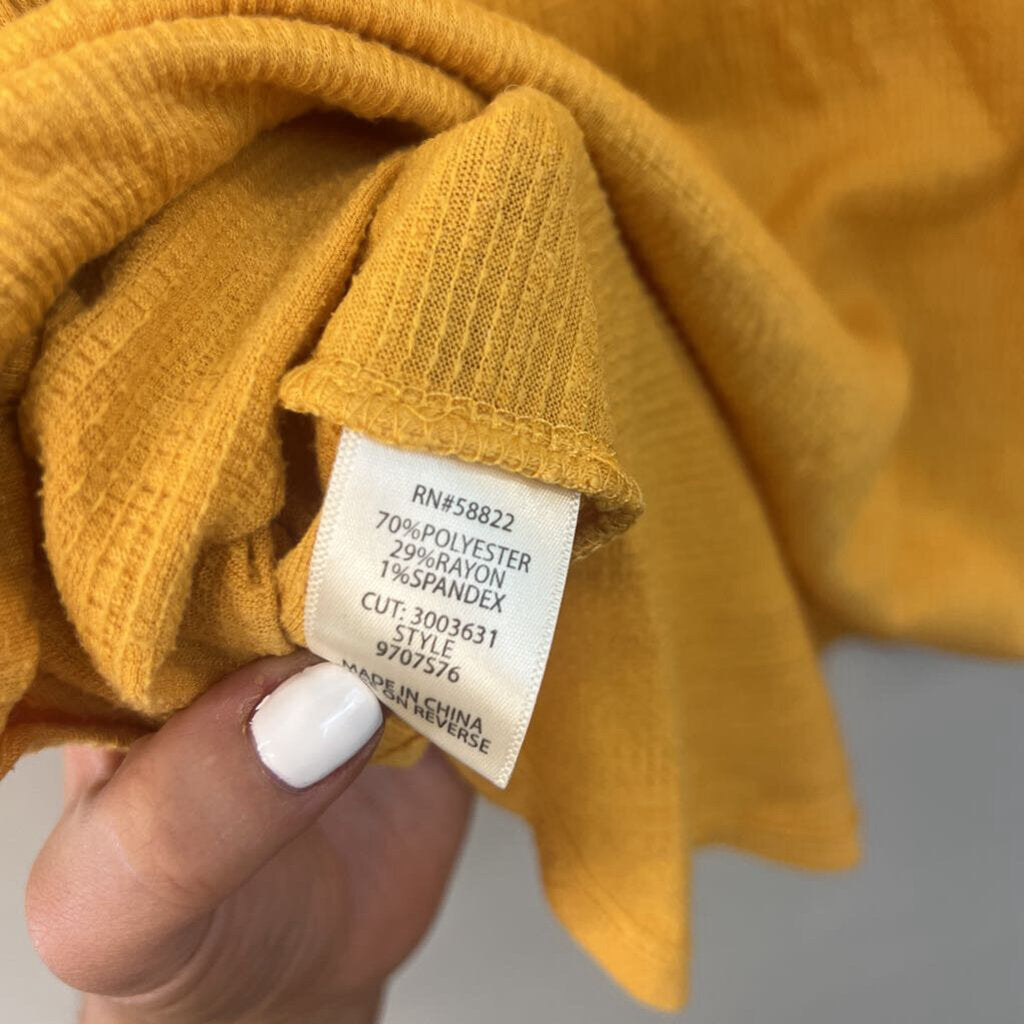 RN#58822
70%POLYESTER
29%RAYON
1%SPANDEX
CUT: 3003631
STYLE
9707S76
MADE IN CHINA
ON REVERSE